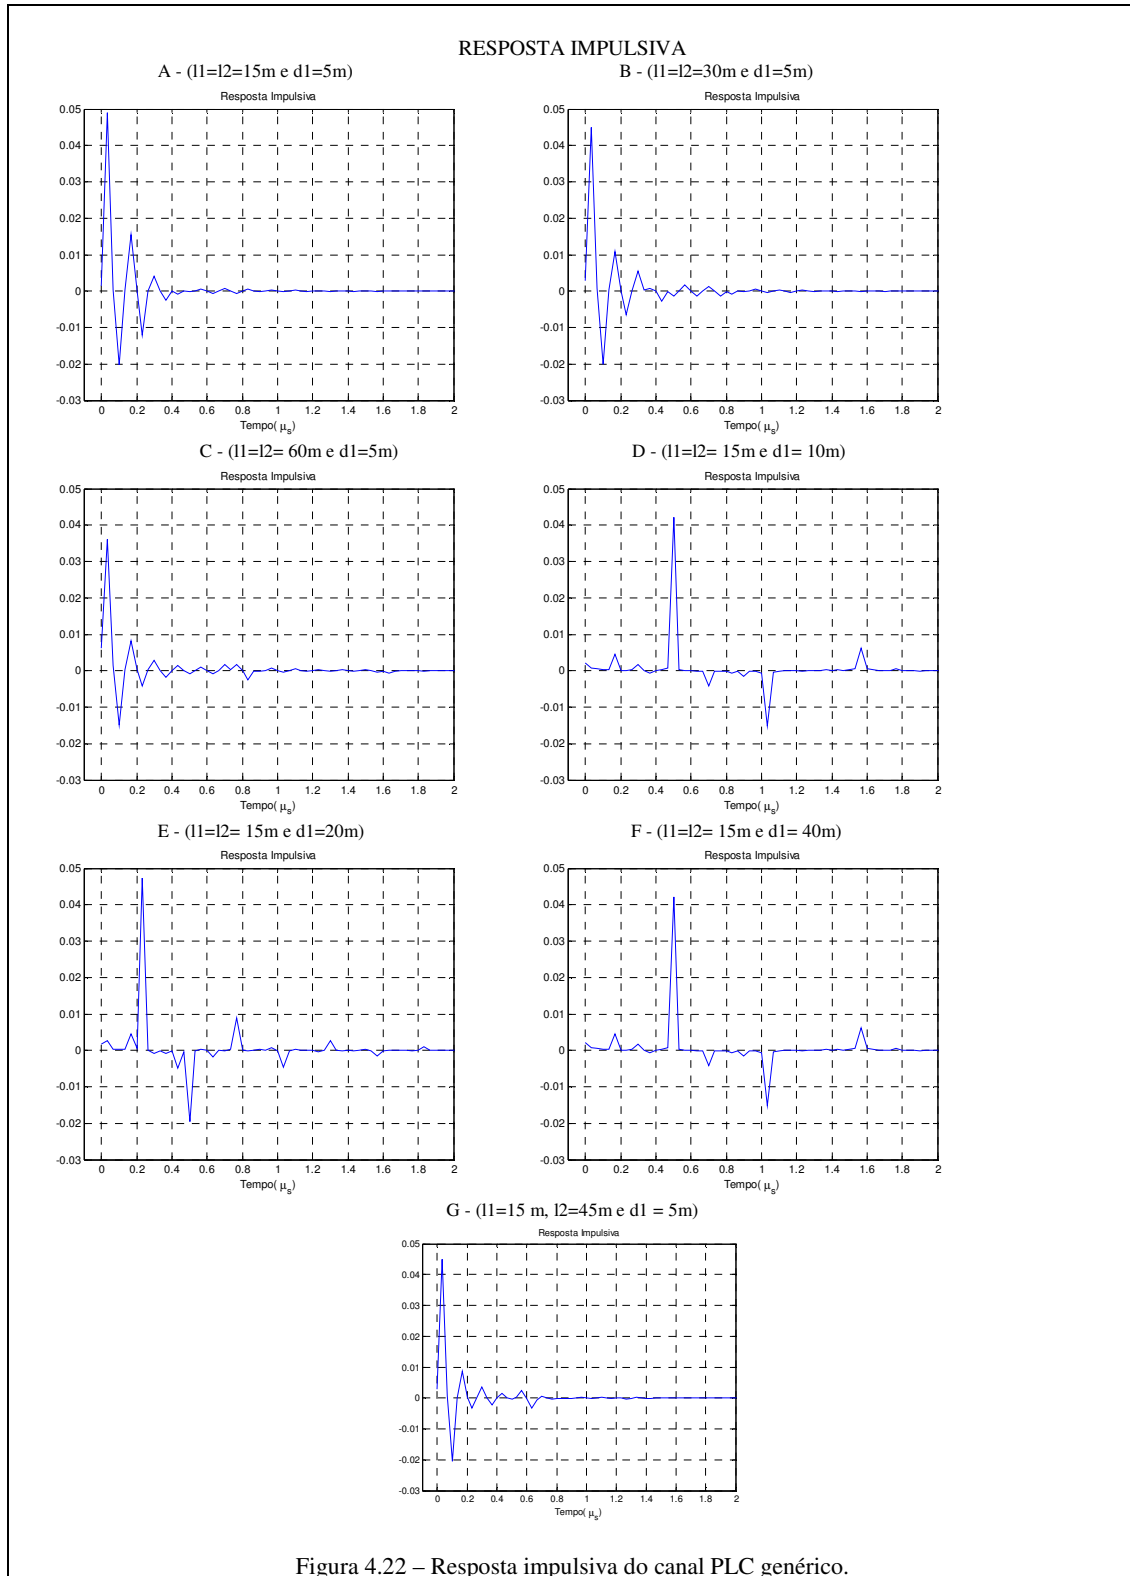 RESPOSTA IMPULSIVA
A - (l1=l2=15m e d1=5m)
Resposta Impulsiva
0.05
0.04
0.03
0.02
0.01
0
-0.01
-0.02
-0.03
0 0.2 0.4 0.6 0.8 1 1.2 1.4 1.6 1.8 2
Tempo( μs)
B - (l1=l2=30m e d1=5m)
Resposta Impulsiva
0.05
0.04
0.03
0.02
0.01
0
-0.01
-0.02
-0.03
0 0.2 0.4 0.6 0.8 1 1.2 1.4 1.6 1.8 2
Tempo( μs)
C - (l1=l2= 60m e d1=5m)
Resposta Impulsiva
0.05
0.04
0.03
0.02
0.01
0
-0.01
-0.02
-0.03
0 0.2 0.4 0.6 0.8 1 1.2 1.4 1.6 1.8 2
Tempo( μs)
D - (l1=l2= 15m e d1= 10m)
Resposta Impulsiva
0.05
0.04
0.03
0.02
0.01
0
-0.01
-0.02
-0.03
0 0.2 0.4 0.6 0.8 1 1.2 1.4 1.6 1.8 2
Tempo( μs)
E - (l1=l2= 15m e d1=20m)
Resposta Impulsiva
0.05
0.04
0.03
0.02
0.01
0
-0.01
-0.02
-0.03
0 0.2 0.4 0.6 0.8 1 1.2 1.4 1.6 1.8 2
Tempo( μs)
F - (l1=l2= 15m e d1= 40m)
Resposta Impulsiva
0.05
0.04
0.03
0.02
0.01
0
-0.01
-0.02
-0.03
0 0.2 0.4 0.6 0.8 1 1.2 1.4 1.6 1.8 2
Tempo( μs)
G - (l1=15 m, l2=45m e d1 = 5m)
Resposta Impulsiva
0.05
0.04
0.03
0.02
0.01
0
-0.01
-0.02
-0.03
0 0.2 0.4 0.6 0.8 1 1.2 1.4 1.6 1.8 2
Tempo( μs)
Figura 4.22 – Resposta impulsiva do canal PLC genérico.